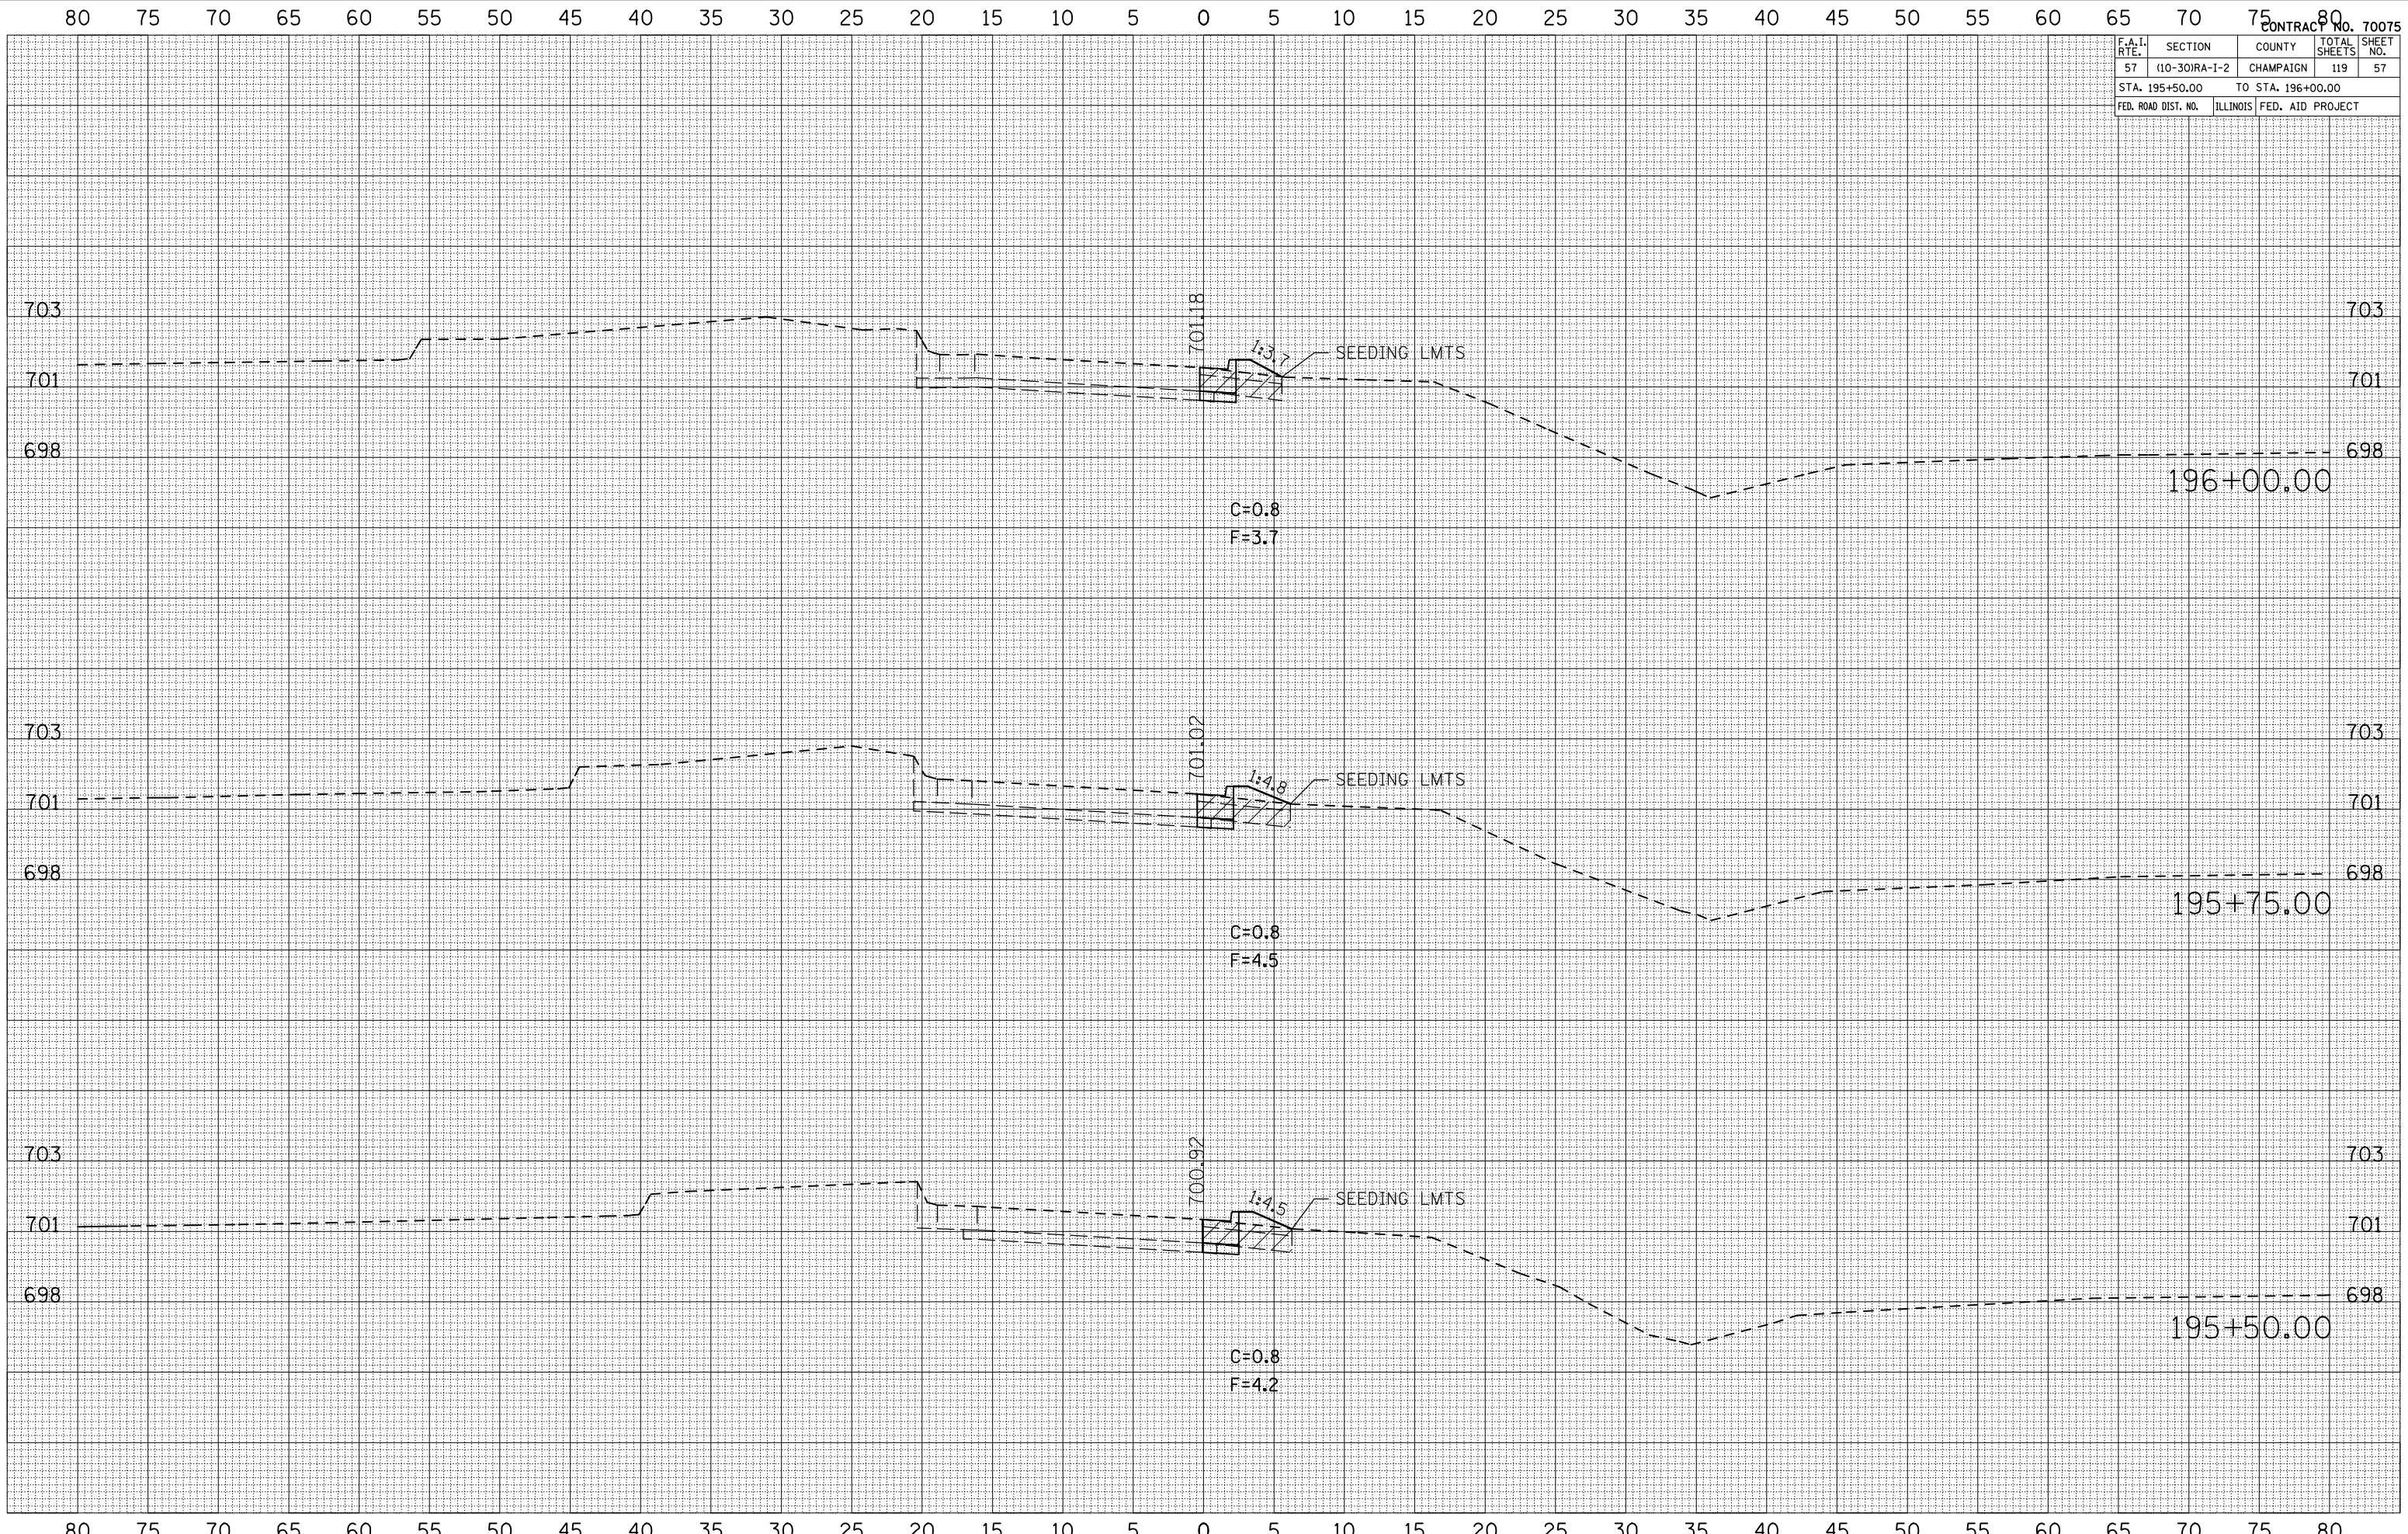 80 75 70 65 60 55 50 45 40 35 30 25 20 15 10 5 0 5 10 15 20 25 30 35 40 45 50 55 60 65 70 75 80
CONTRACT NO. 70075
F.A.I. RTE. SECTION COUNTY TOTAL SHEETS SHEET NO.
57 (10-30)RA-I-2 CHAMPAIGN 119 57
STA. 195+50.00 TO STA. 196+00.00
FED. ROAD DIST. NO. ILLINOIS FED. AID PROJECT
703 701.18 703
1:3.7 SEEDING LMTS
701 701
698 698
196+00.00
C=0.8
F=3.7
703 701.02 703
1:4.8 SEEDING LMTS
701 701
698 698
195+75.00
C=0.8
F=4.5
703 700.92 703
1:4.5 SEEDING LMTS
701 701
698 698
195+50.00
C=0.8
F=4.2
80 75 70 65 60 55 50 45 40 35 30 25 20 15 10 5 0 5 10 15 20 25 30 35 40 45 50 55 60 65 70 75 80